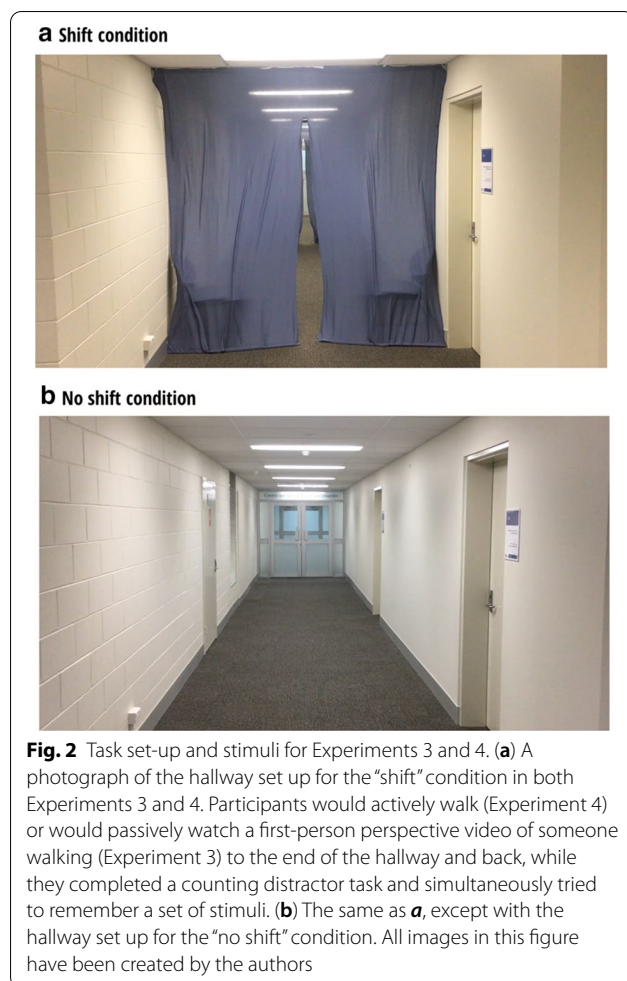 a Shift condition
b No shift condition
Fig. 2 Task set-up and stimuli for Experiments 3 and 4. (a) A
photograph of the hallway set up for the “shift” condition in both
Experiments 3 and 4. Participants would actively walk (Experiment 4)
or would passively watch a first-person perspective video of someone
walking (Experiment 3) to the end of the hallway and back, while
they completed a counting distractor task and simultaneously tried
to remember a set of stimuli. (b) The same as a, except with the
hallway set up for the “no shift” condition. All images in this figure
have been created by the authors